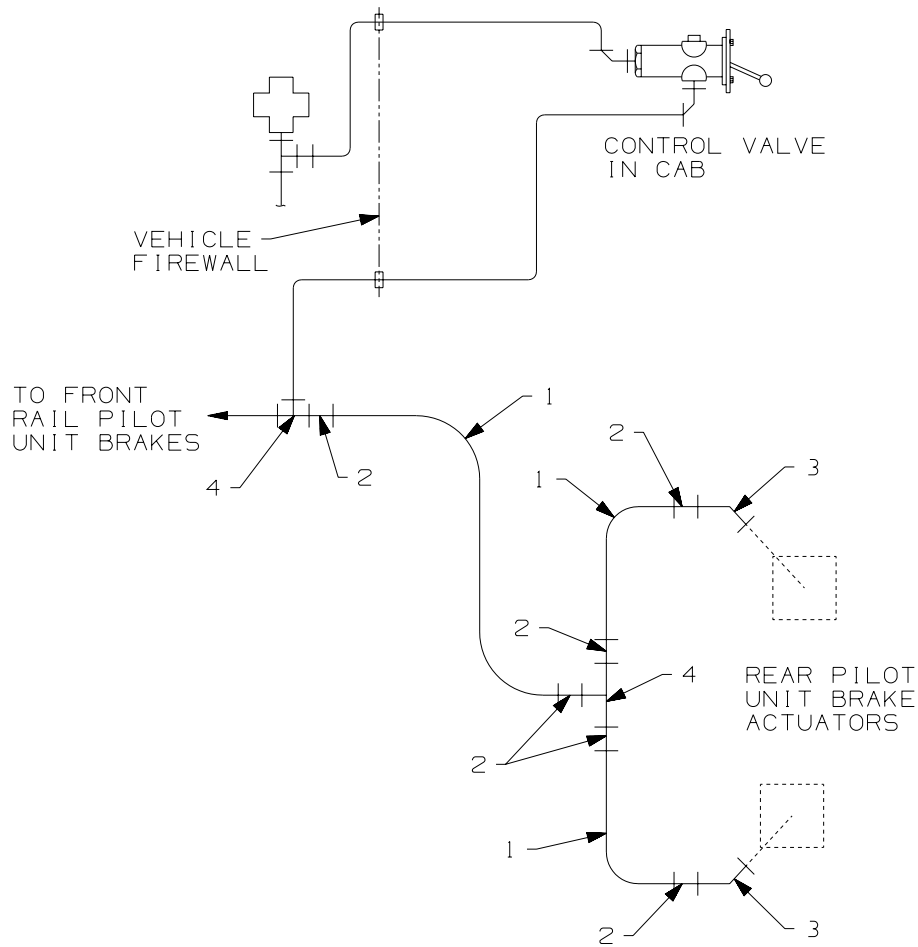 CONTROL VALVE
IN CAB
VEHICLE
FIREWALL
TO FRONT
RAIL PILOT
UNIT BRAKES
1
2
3
1
4
2
2
4
REAR PILOT
UNIT BRAKE
ACTUATORS
2
1
2
3